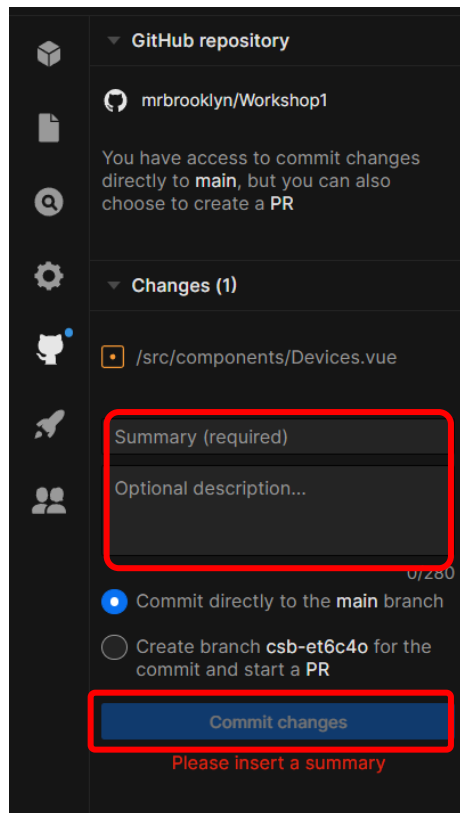 GitHub repository
mrbrooklyn/Workshop1
You have access to commit changes
directly to main, but you can also
choose to create a PR
Changes (1)
/src/components/Devices.vue
Summary (required)
Optional description...
0/280
Commit directly to the main branch
Create branch csb-et6c4o for the
commit and start a PR
Commit changes
Please insert a summary